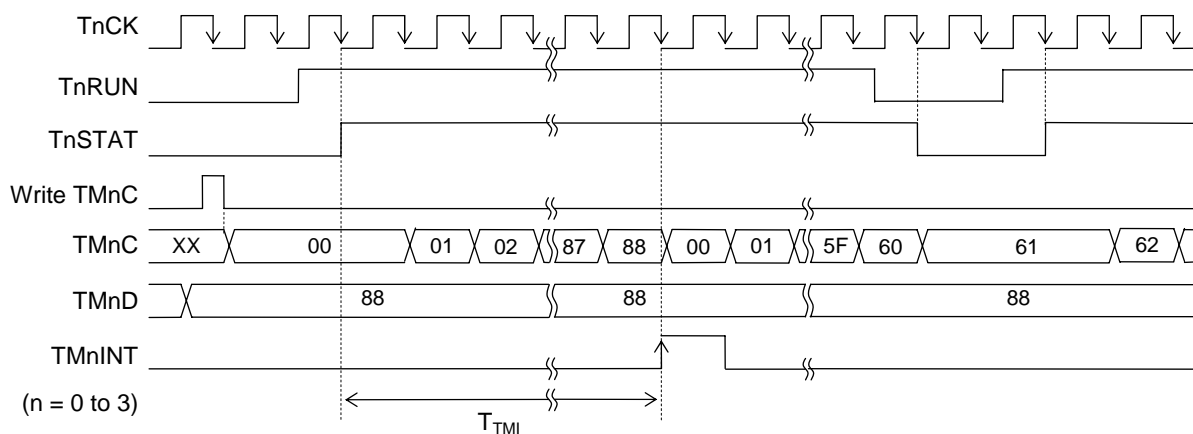 TnCK
TnRUN
TnSTAT
Write TMnC
TMnC XX 00 01 02 87 88 00 01 5F 60 61 62
TMnD 88 88 88
TMnINT
(n = 0 to 3)
TTMI